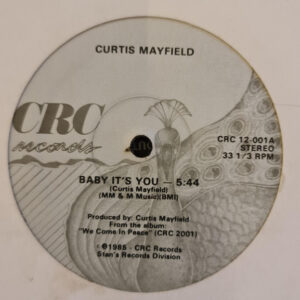 CURTIS MAYFIELD
CRC
records
CRC 12-001A
STEREO
33 1/3 RPM
BABY IT'S YOU — 5:44
(Curtis Mayfield)
(MM & M Music)(BMI)
Produced by: Curtis Mayfield
From the album:
"We Come In Peace" (CRC 2001)
©1985 - CRC Records
Stan's Records Division